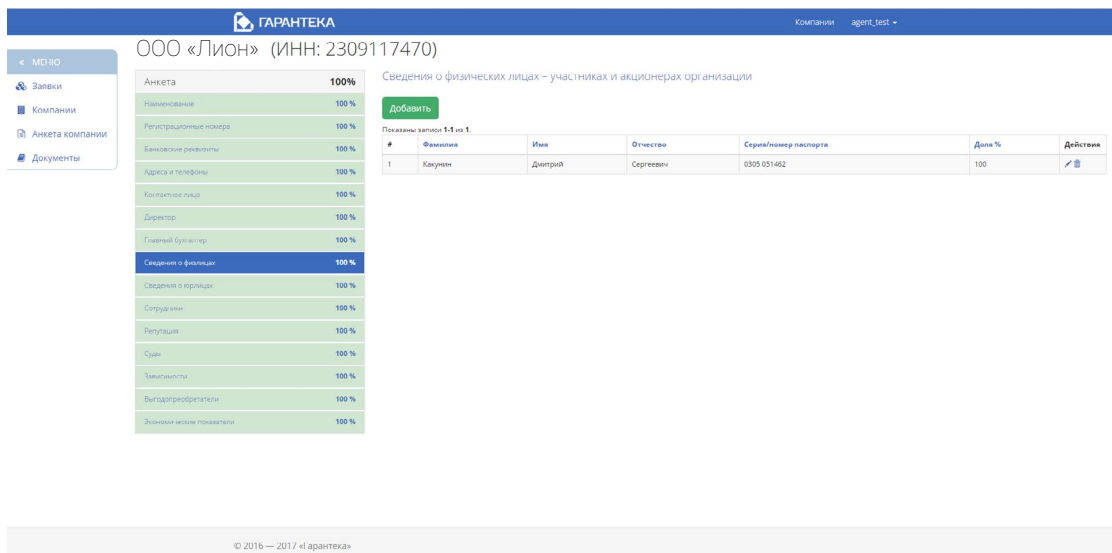 ГАРАНТЕКА
Компании agent_test
ООО «Лион» (ИНН: 2309117470)
« МЕНЮ
Заявки
Компании
Анкета компании
Документы
Анкета 100%
Наименование 100 %
Регистрационные номера 100 %
Банковские реквизиты 100 %
Адреса и телефоны 100 %
Контактное лицо 100 %
Директор 100 %
Главный бухгалтер 100 %
Сведения о физлицах 100 %
Сведения о юрлицах 100 %
Сотрудники 100 %
Репутация 100 %
Суды 100 %
Зависимости 100 %
Выгодопреобретатели 100 %
Экономические показатели 100 %
Сведения о физических лицах – участниках и акционерах организации
Добавить
Показаны записи 1-1 из 1.
# Фамилия Имя Отчество Серия/номер паспорта Доля % Действия
1 Какунин Дмитрий Сергеевич 0305 051462 100
© 2016 — 2017 «Гарантека»